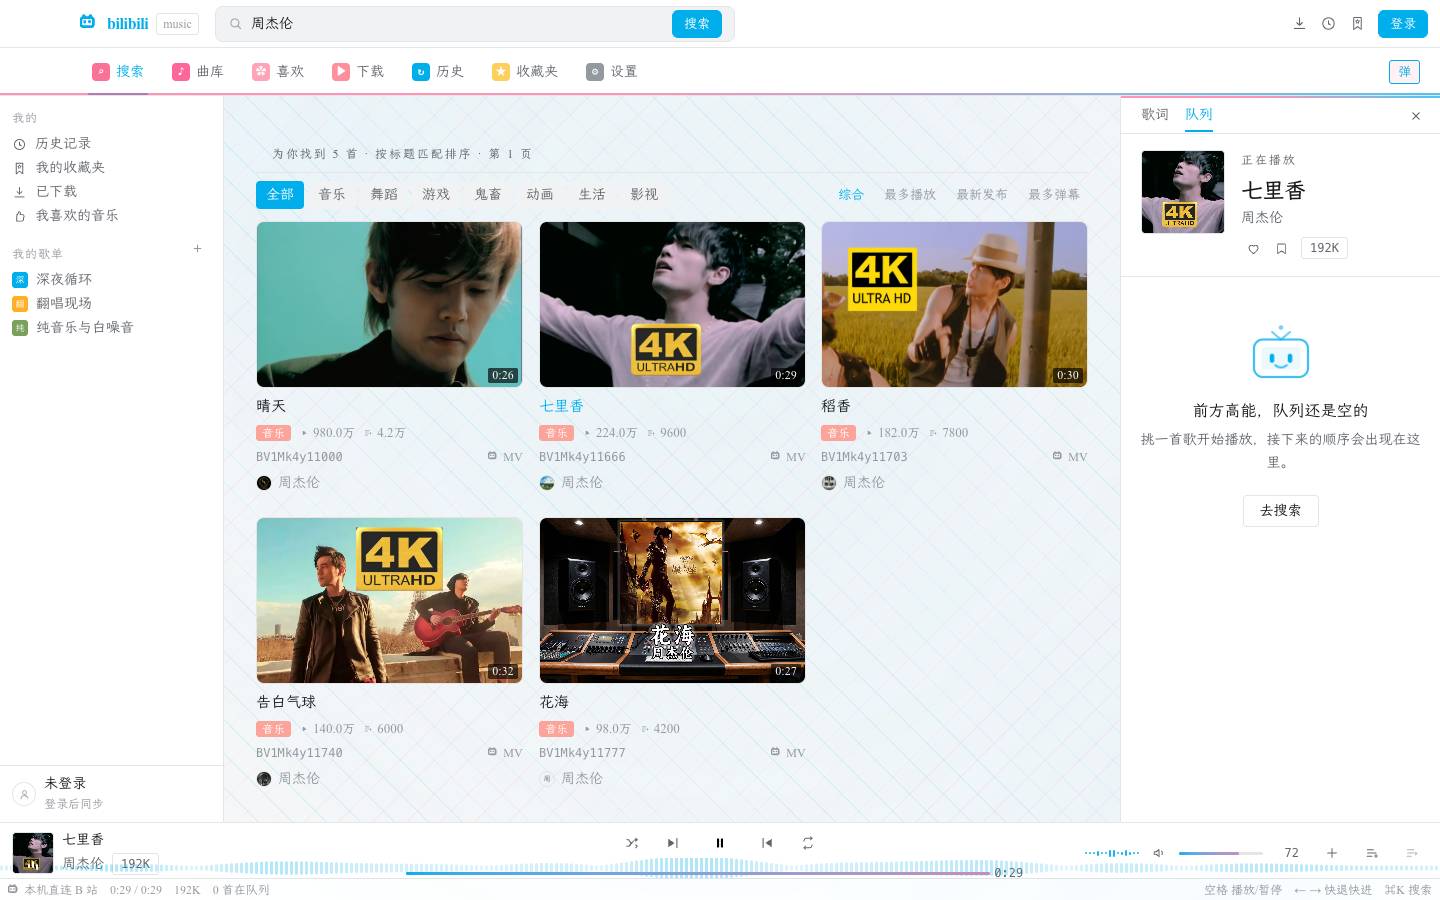 bilibili music 周杰伦 搜索 登录
搜索 曲库 喜欢 下载 历史 收藏夹 设置 弹
我的
历史记录
我的收藏夹
已下载
我喜欢的音乐
我的歌单 +
深 深夜循环
翻 翻唱现场
纯 纯音乐与白噪音
未登录
登录后同步
为你找到 5 首 · 按标题匹配排序 · 第 1 页
全部 音乐 舞蹈 游戏 鬼畜 动画 生活 影视
综合 最多播放 最新发布 最多弹幕
0:26
晴天
音乐 980.0万 4.2万
BV1Mk4y11000 MV
周杰伦
4K
ULTRAHD
0:29
七里香
音乐 224.0万 9600
BV1Mk4y11666 MV
周杰伦
4K
ULTRA HD
0:30
稻香
音乐 182.0万 7800
BV1Mk4y11703 MV
周杰伦
4K
ULTRAHD
0:32
告白气球
音乐 140.0万 6000
BV1Mk4y11740 MV
周杰伦
花海
周杰伦
0:27
花海
音乐 98.0万 4200
BV1Mk4y11777 MV
周 周杰伦
歌词 队列
4K
ULTRAHD
正在播放
七里香
周杰伦
192K
前方高能，队列还是空的
挑一首歌开始播放，接下来的顺序会出现在这
里。
去搜索
七里香
周杰伦 192K
0:29
72
本机直连 B 站 0:29 / 0:29 192K 0 首在队列
空格 播放/暂停 ← → 快退快进 ⌘K 搜索